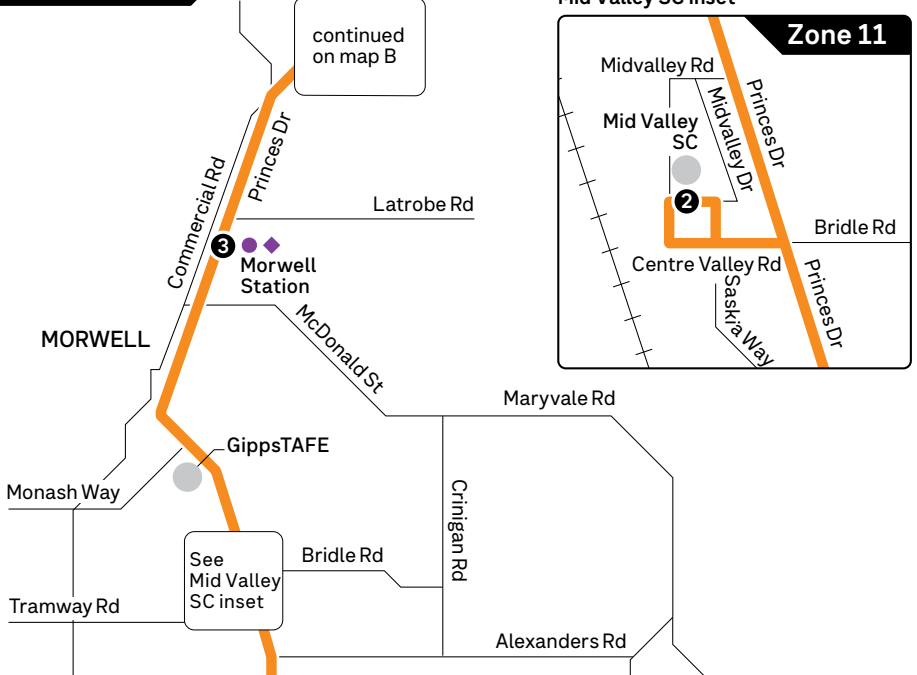 Mid Valley SC inset
continued
on map B
Zone 11
Midvalley Rd
Princes Dr
Mid Valley
SC
Midvalley Dr
2
Bridle Rd
Centre Valley Rd
Saskia Way
Princes Dr
Princes Dr
Commercial Rd
Latrobe Rd
3
Morwell
Station
MORWELL
McDonald St
Maryvale Rd
GippsTAFE
Monash Way
Crinigan Rd
See
Mid Valley
SC inset
Bridle Rd
Tramway Rd
Alexanders Rd